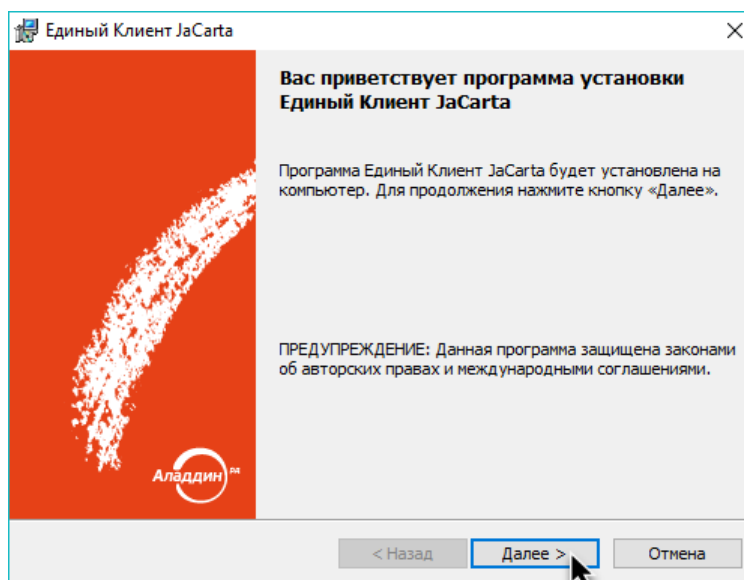 Единый Клиент JaCarta
Вас приветствует программа установки
Единый Клиент JaCarta
Программа Единый Клиент JaCarta будет установлена на
компьютер. Для продолжения нажмите кнопку «Далее».
ПРЕДУПРЕЖДЕНИЕ: Данная программа защищена законами
об авторских правах и международными соглашениями.
Аладдин РД
< Назад
Далее >
Отмена